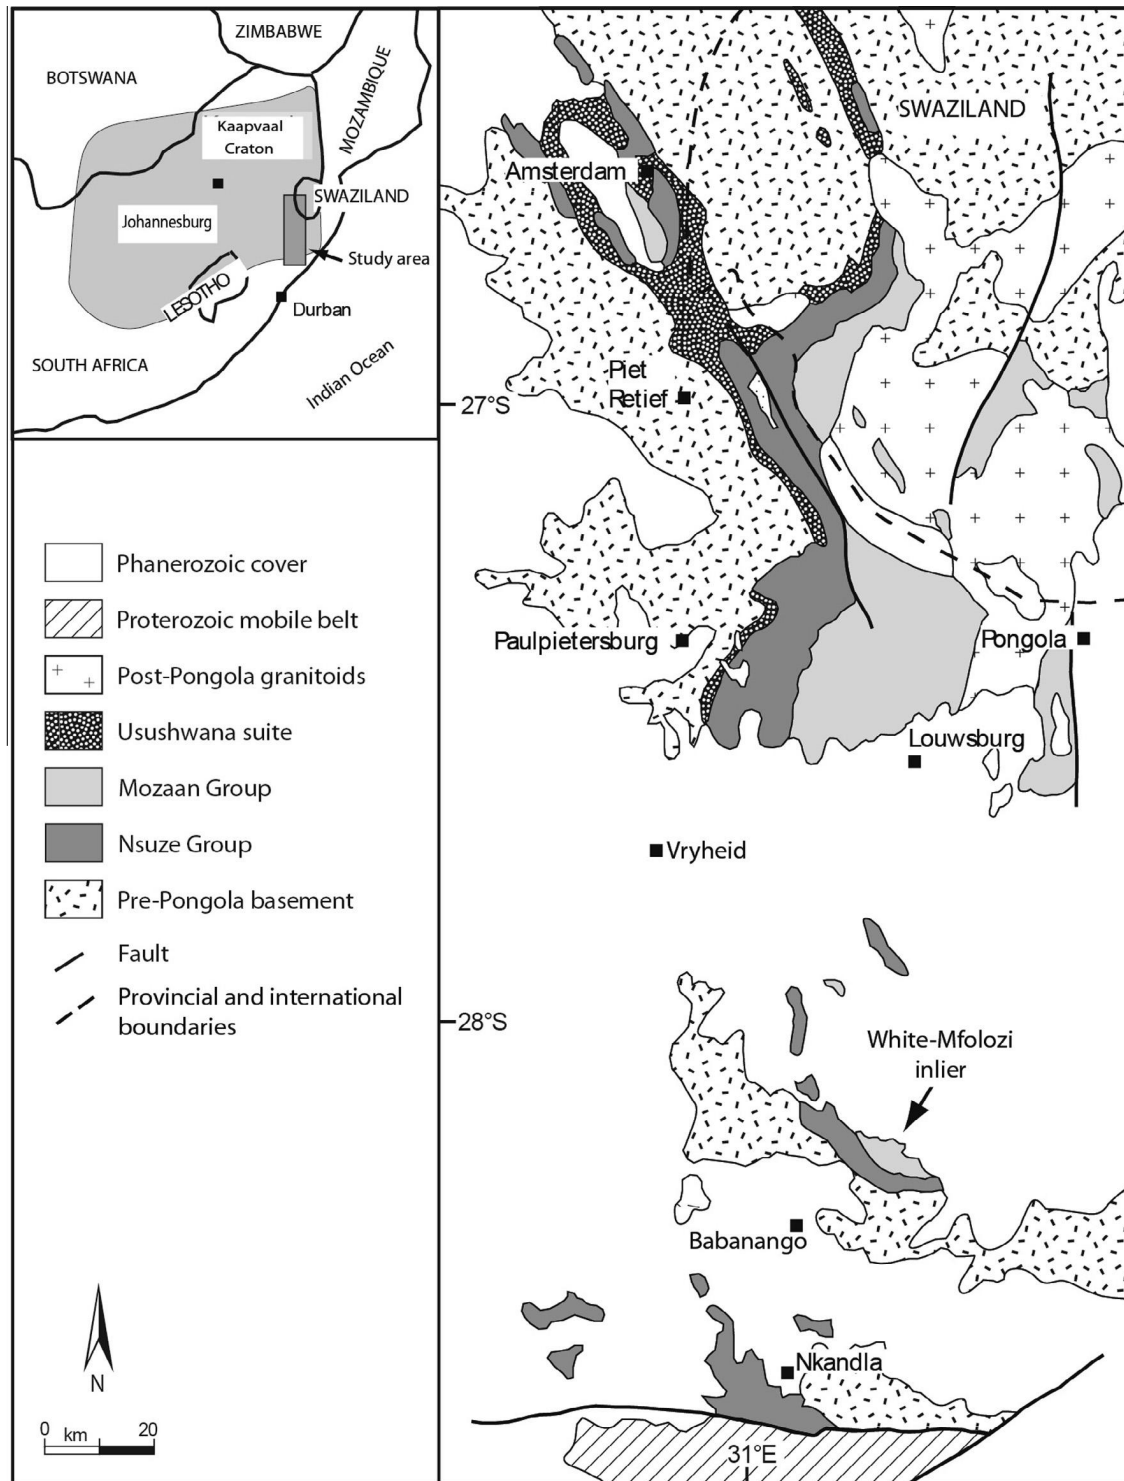 ZIMBABWE
BOTSWANA
MOZAMBIQUE
Kaapvaal
Craton
SWAZILAND
Johannesburg
Study area
LESOTHO
Durban
SOUTH AFRICA
Indian Ocean
Phanerozoic cover
Proterozoic mobile belt
Post-Pongola granitoids
Usushwana suite
Mozaan Group
Nsuze Group
Pre-Pongola basement
Fault
Provincial and international
boundaries
N
0 km 20
SWAZILAND
Amsterdam
Piet
Retief
27°S
Paulpietersburg
Pongola
Louwsburg
Vryheid
28°S
White-Mfolozi
inlier
Babanango
Nkandla
31°E